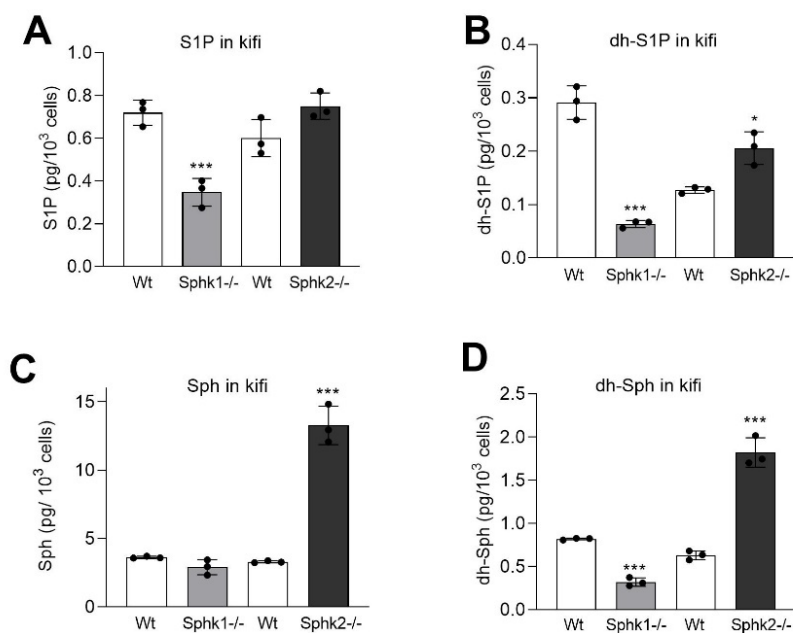 A
S1P in kifi
S1P (pg/10³ cells)
0.8
0.6
0.4
0.2
0.0
***
Wt
Sphk1-/-
Wt
Sphk2-/-
B
dh-S1P in kifi
dh-S1P (pg/10³ cells)
0.4
0.3
0.2
0.1
0.0
***
*
Wt
Sphk1-/-
Wt
Sphk2-/-
C
Sph in kifi
Sph (pg/ 10³ cells)
15
10
5
0
***
Wt
Sphk1-/-
Wt
Sphk2-/-
D
dh-Sph in kifi
dh-Sph (pg/10³ cells)
2.5
2.0
1.5
1.0
0.5
0.0
***
***
Wt
Sphk1-/-
Wt
Sphk2-/-